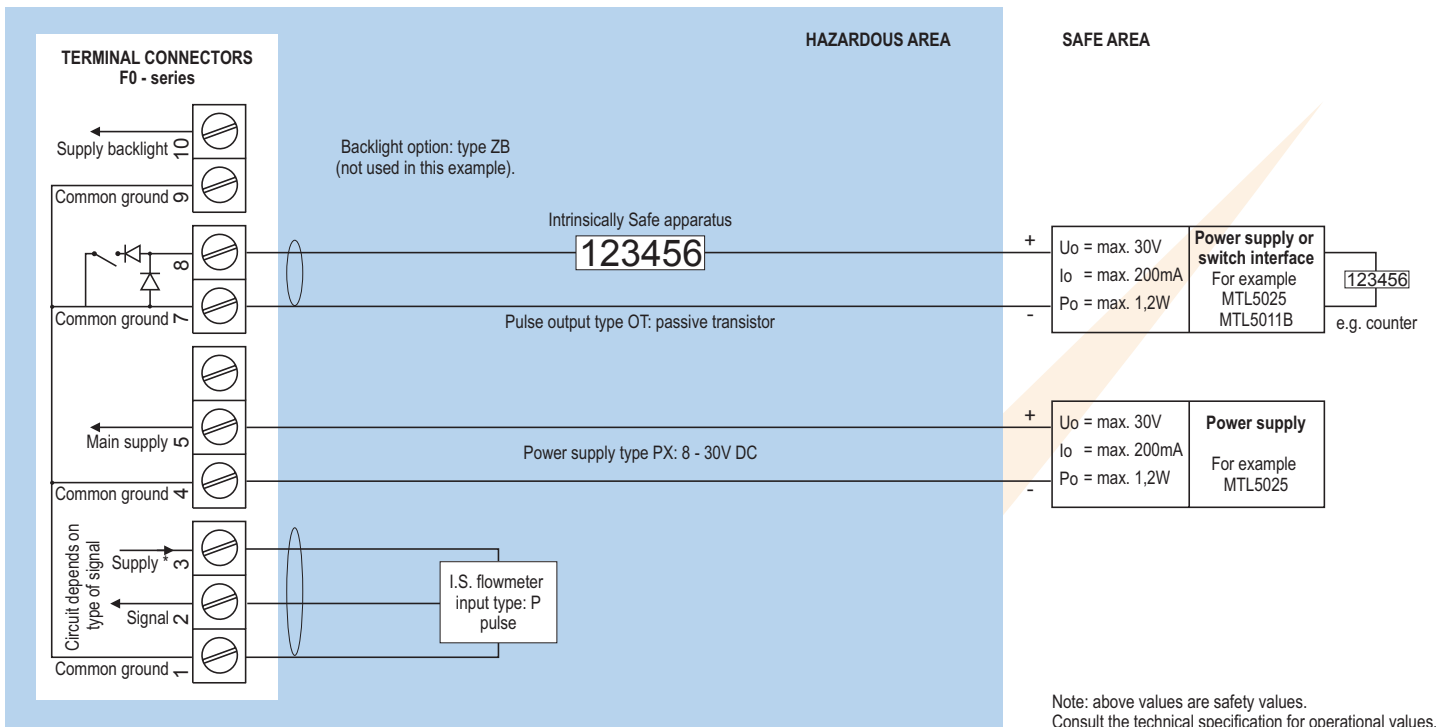 HAZARDOUS AREA
SAFE AREA
TERMINAL CONNECTORS
F0 - series
Supply backlight
10
Backlight option: type ZB
(not used in this example).
Common ground
9
Intrinsically Safe apparatus
123456
8
Common ground
7
Pulse output type OT: passive transistor
+
-
Uo = max. 30V
Io = max. 200mA
Po = max. 1,2W
Power supply or
switch interface
For example
MTL5025
MTL5011B
123456
e.g. counter
Main supply
5
Power supply type PX: 8 - 30V DC
Common ground
4
+
-
Uo = max. 30V
Io = max. 200mA
Po = max. 1,2W
Power supply
For example
MTL5025
Circuit depends on
type of signal
Supply *
3
Signal
2
Common ground
1
I.S. flowmeter
input type: P
pulse
Note: above values are safety values.
Consult the technical specification for operational values.